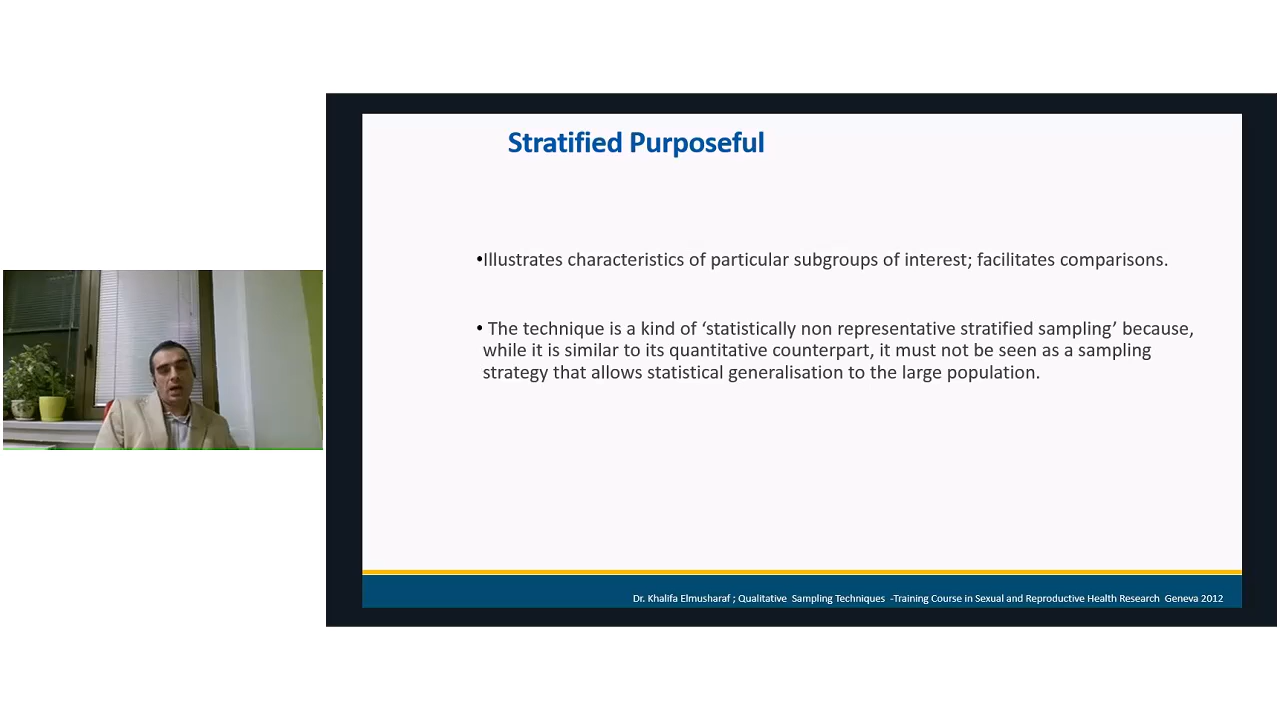 Stratified Purposeful
•Illustrates characteristics of particular subgroups of interest; facilitates comparisons.
• The technique is a kind of ‘statistically non representative stratified sampling’ because,
while it is similar to its quantitative counterpart, it must not be seen as a sampling
strategy that allows statistical generalisation to the large population.
Dr. Khalifa Elmusharaf ; Qualitative Sampling Techniques -Training Course in Sexual and Reproductive Health Research Geneva 2012